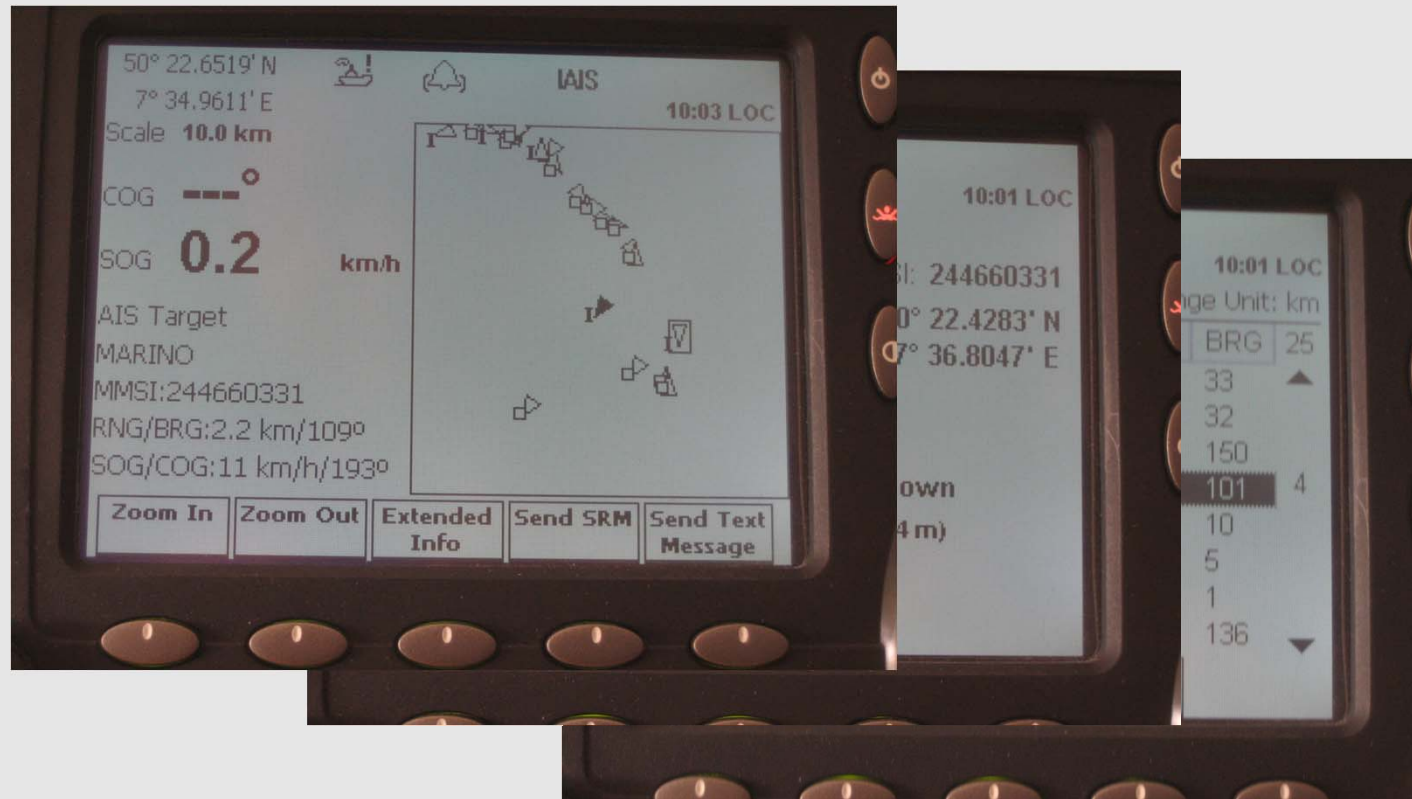 50° 22.6519' N
7° 34.9611' E
IAIS
10:03 LOC
Scale 10.0 km
COG ---°
SOG 0.2 km/h
AIS Target
MARINO
MMSI:244660331
RNG/BRG:2.2 km/109º
SOG/COG:11 km/h/193º
I
I
I
I
I
Zoom In
Zoom Out
Extended
Info
Send SRM
Send Text
Message
10:01 LOC
SI: 244660331
0° 22.4283' N
7° 36.8047' E
own
4 m)
10:01 LOC
nge Unit: km
BRG 25
33
32
150
101 4
10
5
1
136